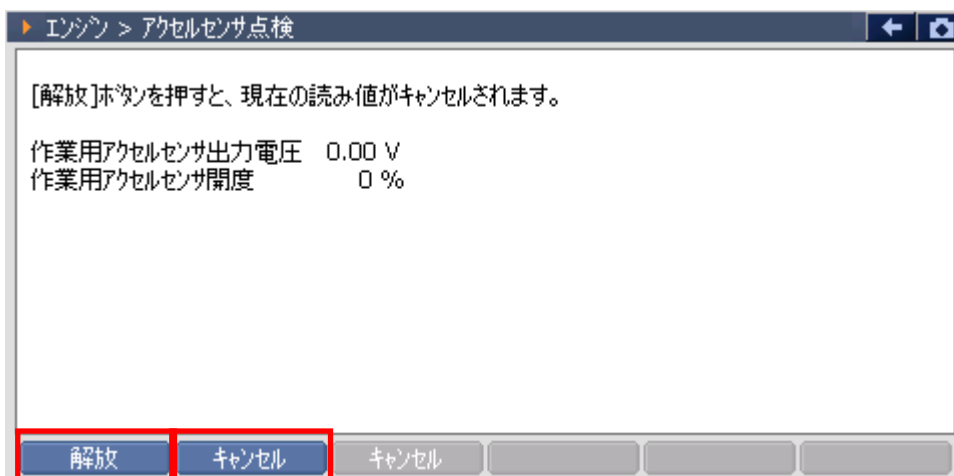 エンジン > アクセルセンサ点検
[解放]ボタンを押すと、現在の読み値がキャンセルされます。
作業用アクセルセンサ出力電圧 0.00 V
作業用アクセルセンサ開度 0 %
解放 キャンセル キャンセル